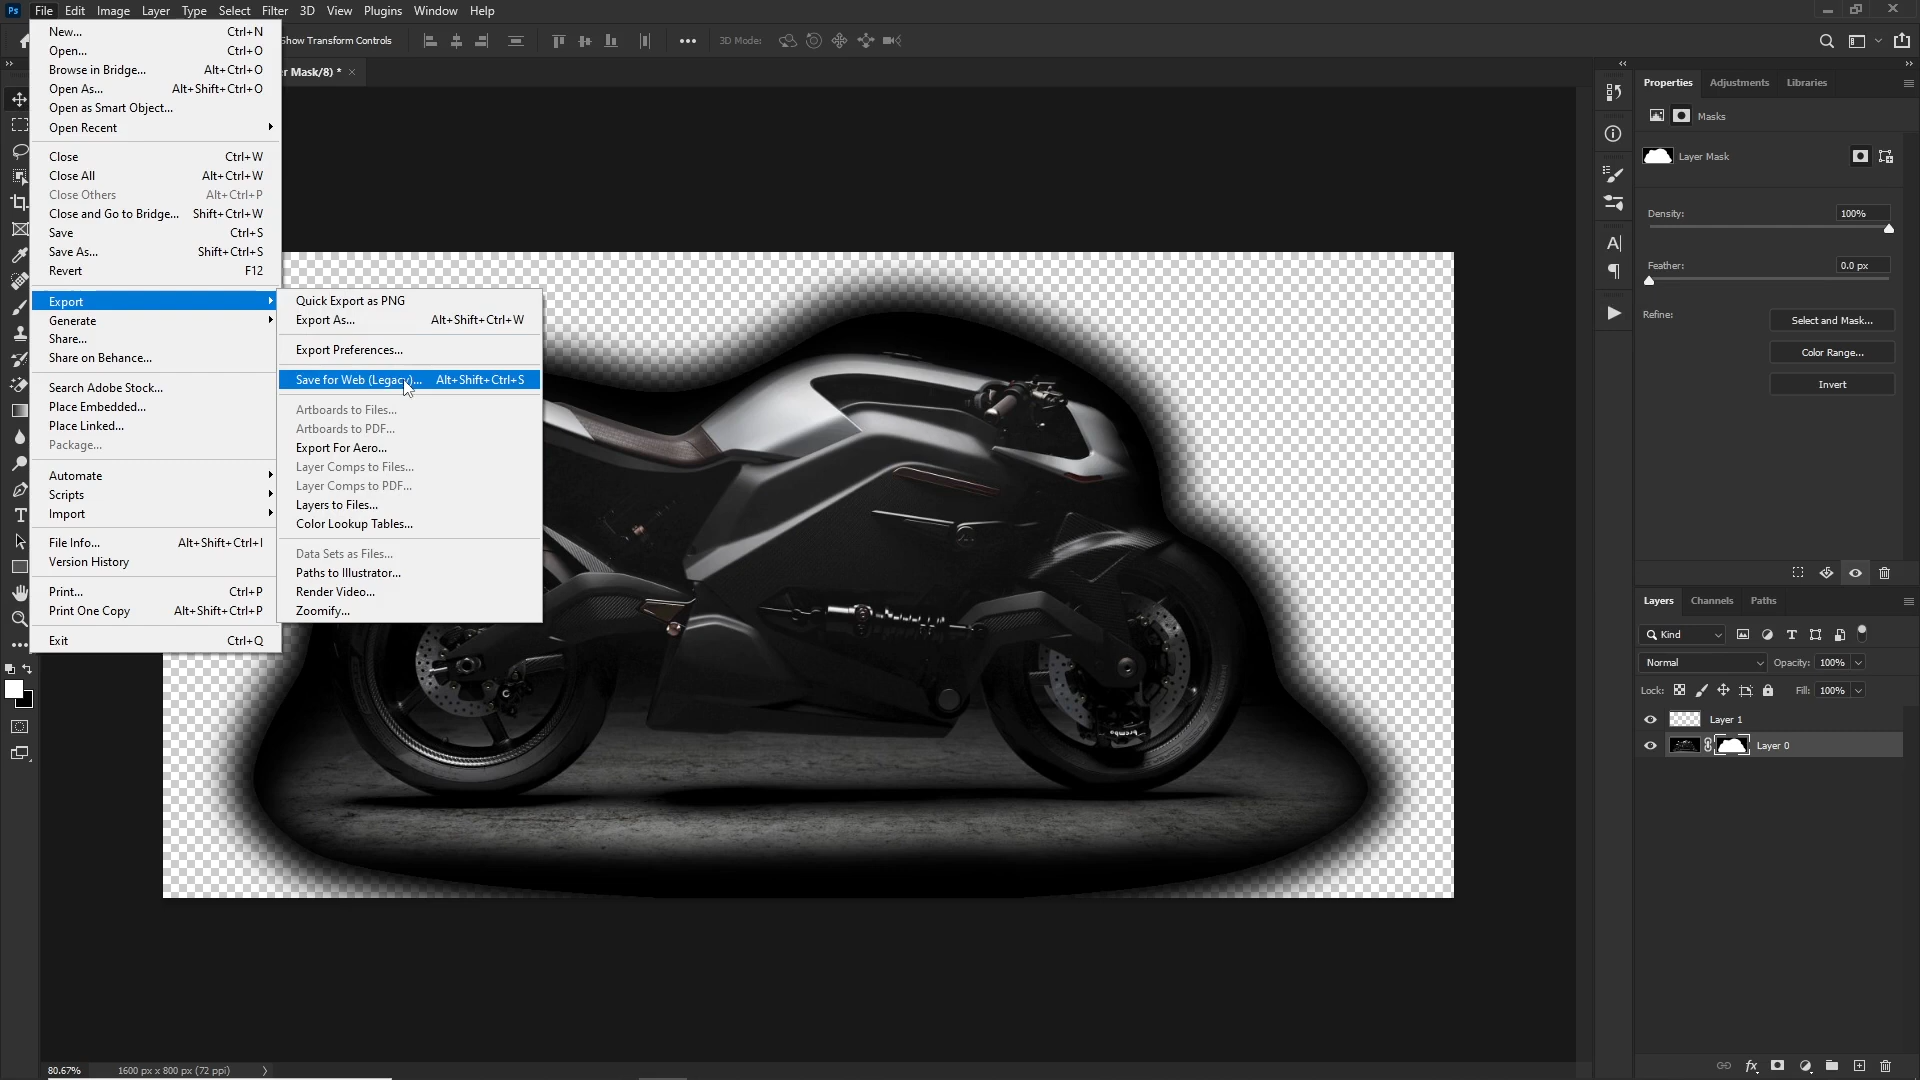 Ps File Edit Image Layer Type Select Filter 3D View Plugins Window Help
Show Transform Controls
3D Mode:
r Mask/8) * ×
New... Ctrl+N
Open... Ctrl+O
Browse in Bridge... Alt+Ctrl+O
Open As... Alt+Shift+Ctrl+O
Open as Smart Object...
Open Recent
Close Ctrl+W
Close All Alt+Ctrl+W
Close Others Alt+Ctrl+P
Close and Go to Bridge... Shift+Ctrl+W
Save Ctrl+S
Save As... Shift+Ctrl+S
Revert F12
Export
Generate
Share...
Share on Behance...
Search Adobe Stock...
Place Embedded...
Place Linked...
Package...
Automate
Scripts
Import
File Info... Alt+Shift+Ctrl+I
Version History
Print... Ctrl+P
Print One Copy Alt+Shift+Ctrl+P
Exit Ctrl+Q
Quick Export as PNG
Export As... Alt+Shift+Ctrl+W
Export Preferences...
Save for Web (Legacy)... Alt+Shift+Ctrl+S
Artboards to Files...
Artboards to PDF...
Export For Aero...
Layer Comps to Files...
Layer Comps to PDF...
Layers to Files...
Color Lookup Tables...
Data Sets as Files...
Paths to Illustrator...
Render Video...
Zoomify...
Properties Adjustments Libraries
Masks
Layer Mask
Density: 100%
Feather: 0.0 px
Refine:
Select and Mask...
Color Range...
Invert
Layers Channels Paths
Kind
Normal Opacity: 100%
Lock: Fill: 100%
Layer 1
Layer 0
80.67% 1600 px x 800 px (72 ppi)